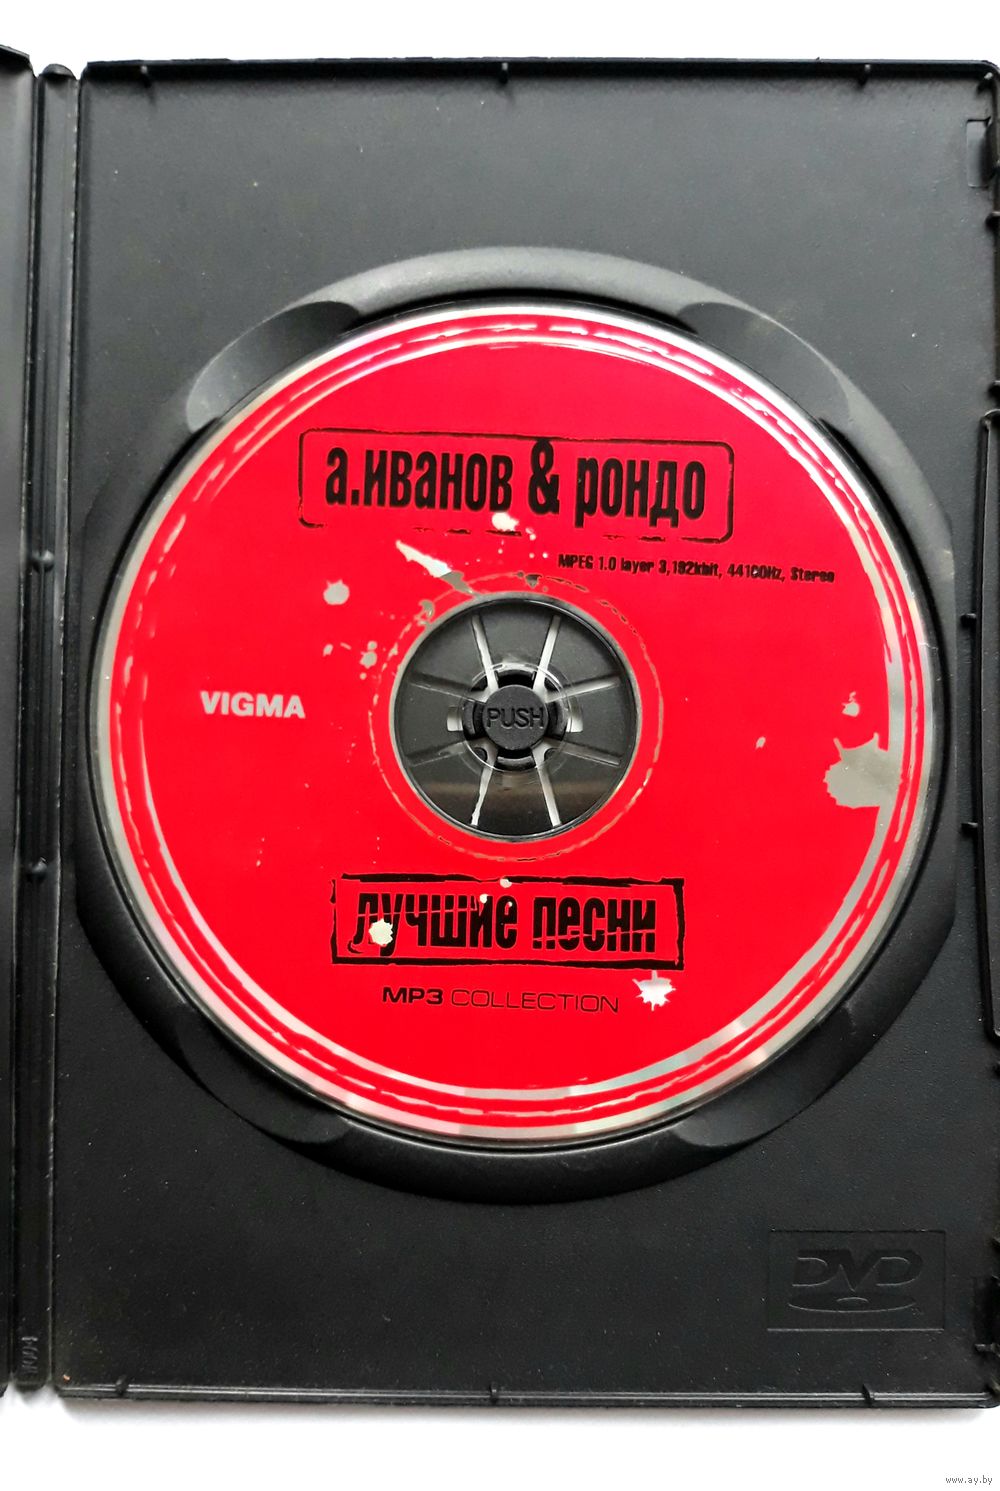 а.иванов & рондо
MPEG 1.0 layer 3,192kbit, 44100Hz, Stereo
VIGMA
PUSH
лучшие песни
MP3 COLLECTION
DVD
www.ay.by